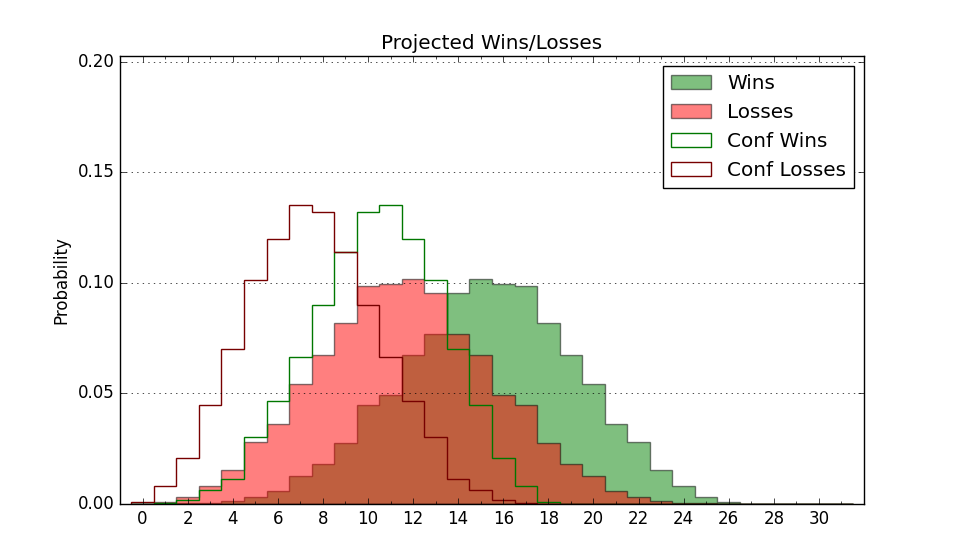 Projected Wins/Losses
0.20
0.15
0.10
0.05
0.00
Probability
Wins
Losses
Conf Wins
Conf Losses
0 2 4 6 8 10 12 14 16 18 20 22 24 26 28 30